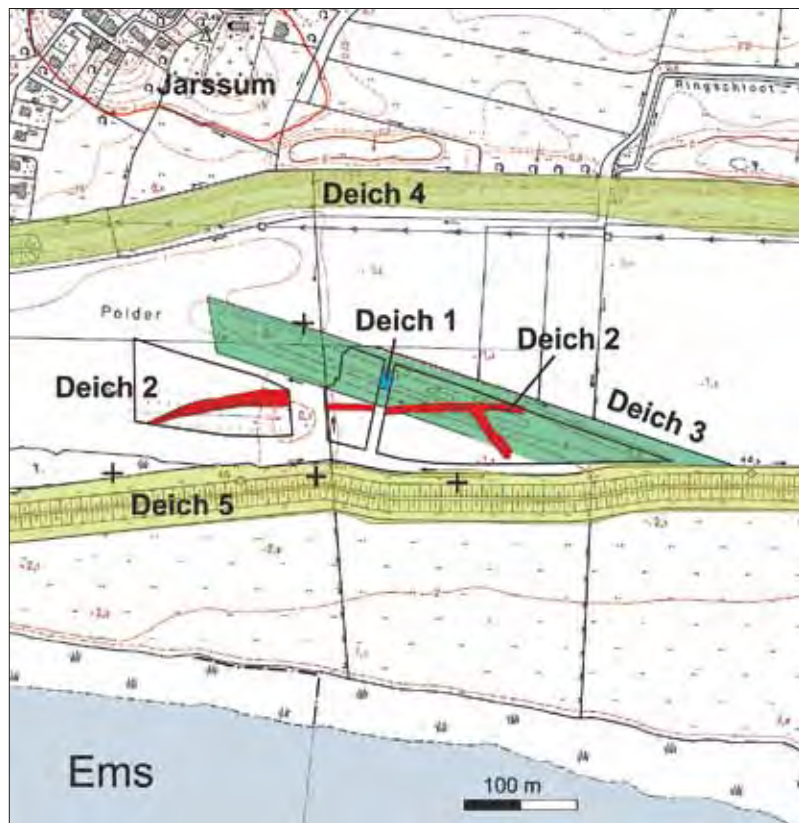 Jarssum
Ringschloot
Deich 4
Polder
Deich 1
Deich 2
Deich 2
Deich 3
Deich 5
Ems
100 m